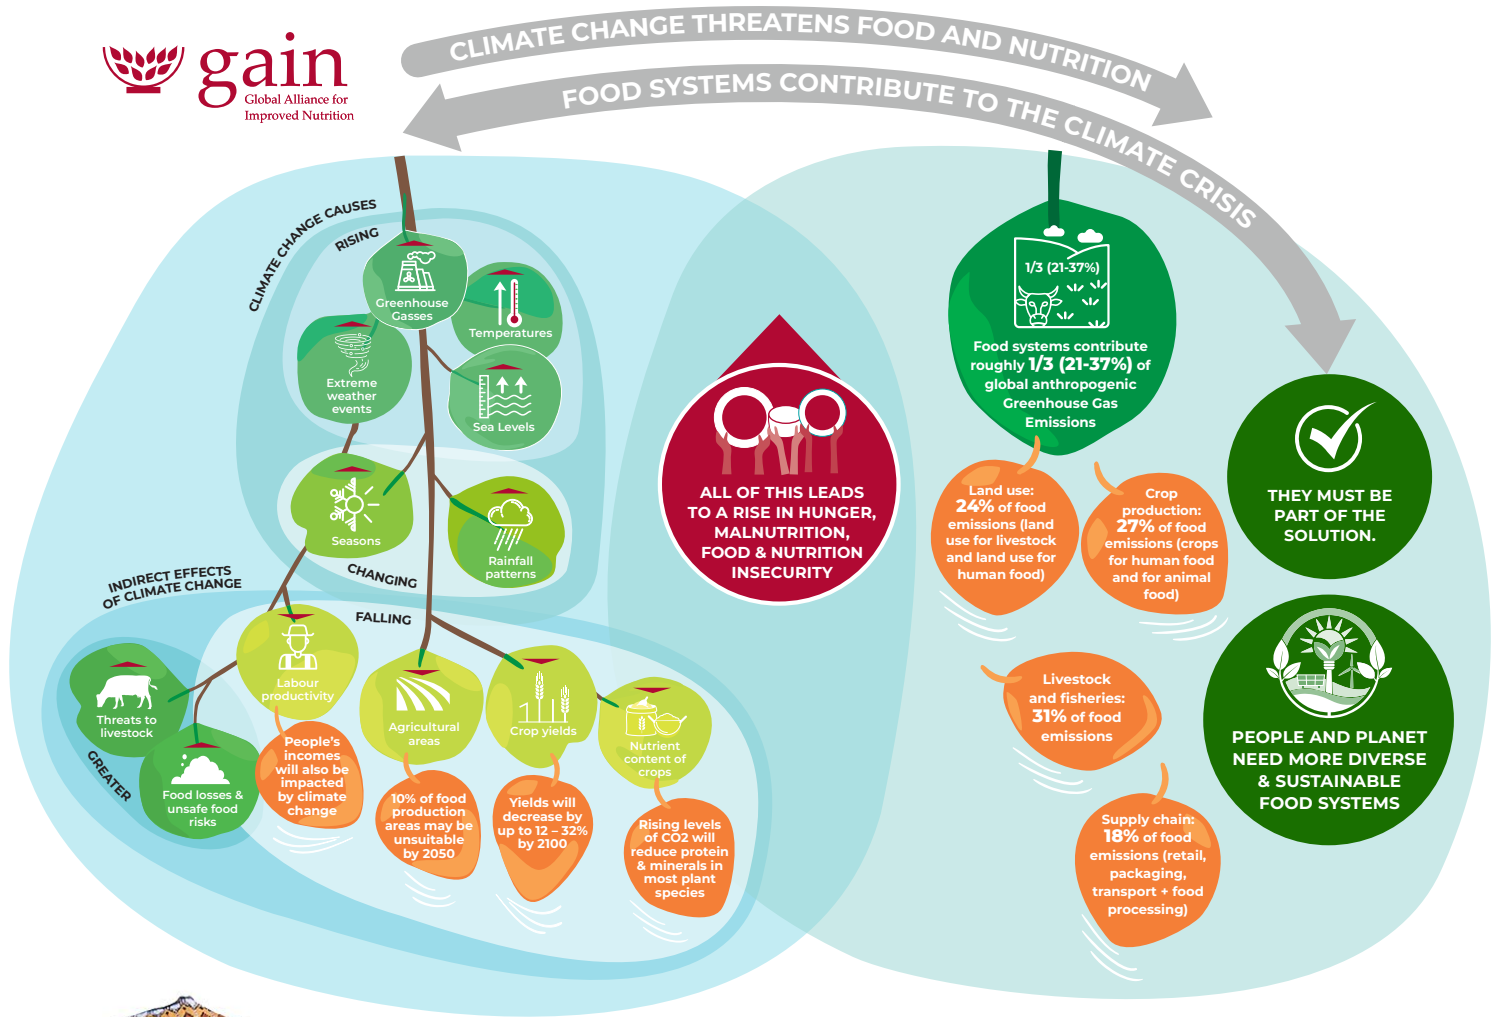 gain
Global Alliance for
Improved Nutrition
CLIMATE CHANGE THREATENS FOOD AND NUTRITION
FOOD SYSTEMS CONTRIBUTE TO THE CLIMATE CRISIS
CLIMATE CHANGE CAUSES
RISING
Greenhouse
Gasses
Temperatures
Extreme
weather
events
Sea Levels
Seasons
Rainfall
patterns
CHANGING
INDIRECT EFFECTS
OF CLIMATE CHANGE
FALLING
Labour
productivity
Agricultural
areas
Crop yields
Nutrient
content of
crops
Threats to
livestock
Food losses &
unsafe food
risks
GREATER
People's
incomes
will also be
impacted
by climate
change
10% of food
production
areas may be
unsuitable
by 2050
Yields will
decrease by
up to 12 – 32%
by 2100
Rising levels
of CO2 will
reduce protein
& minerals in
most plant
species
ALL OF THIS LEADS
TO A RISE IN HUNGER,
MALNUTRITION,
FOOD & NUTRITION
INSECURITY
1/3 (21-37%)
Food systems contribute
roughly 1/3 (21-37%) of
global anthropogenic
Greenhouse Gas
Emissions
Land use:
24% of food
emissions (land
use for livestock
and land use for
human food)
Crop
production:
27% of food
emissions (crops
for human food
and for animal
food)
Livestock
and fisheries:
31% of food
emissions
Supply chain:
18% of food
emissions (retail,
packaging,
transport + food
processing)
THEY MUST BE
PART OF THE
SOLUTION.
PEOPLE AND PLANET
NEED MORE DIVERSE
& SUSTAINABLE
FOOD SYSTEMS